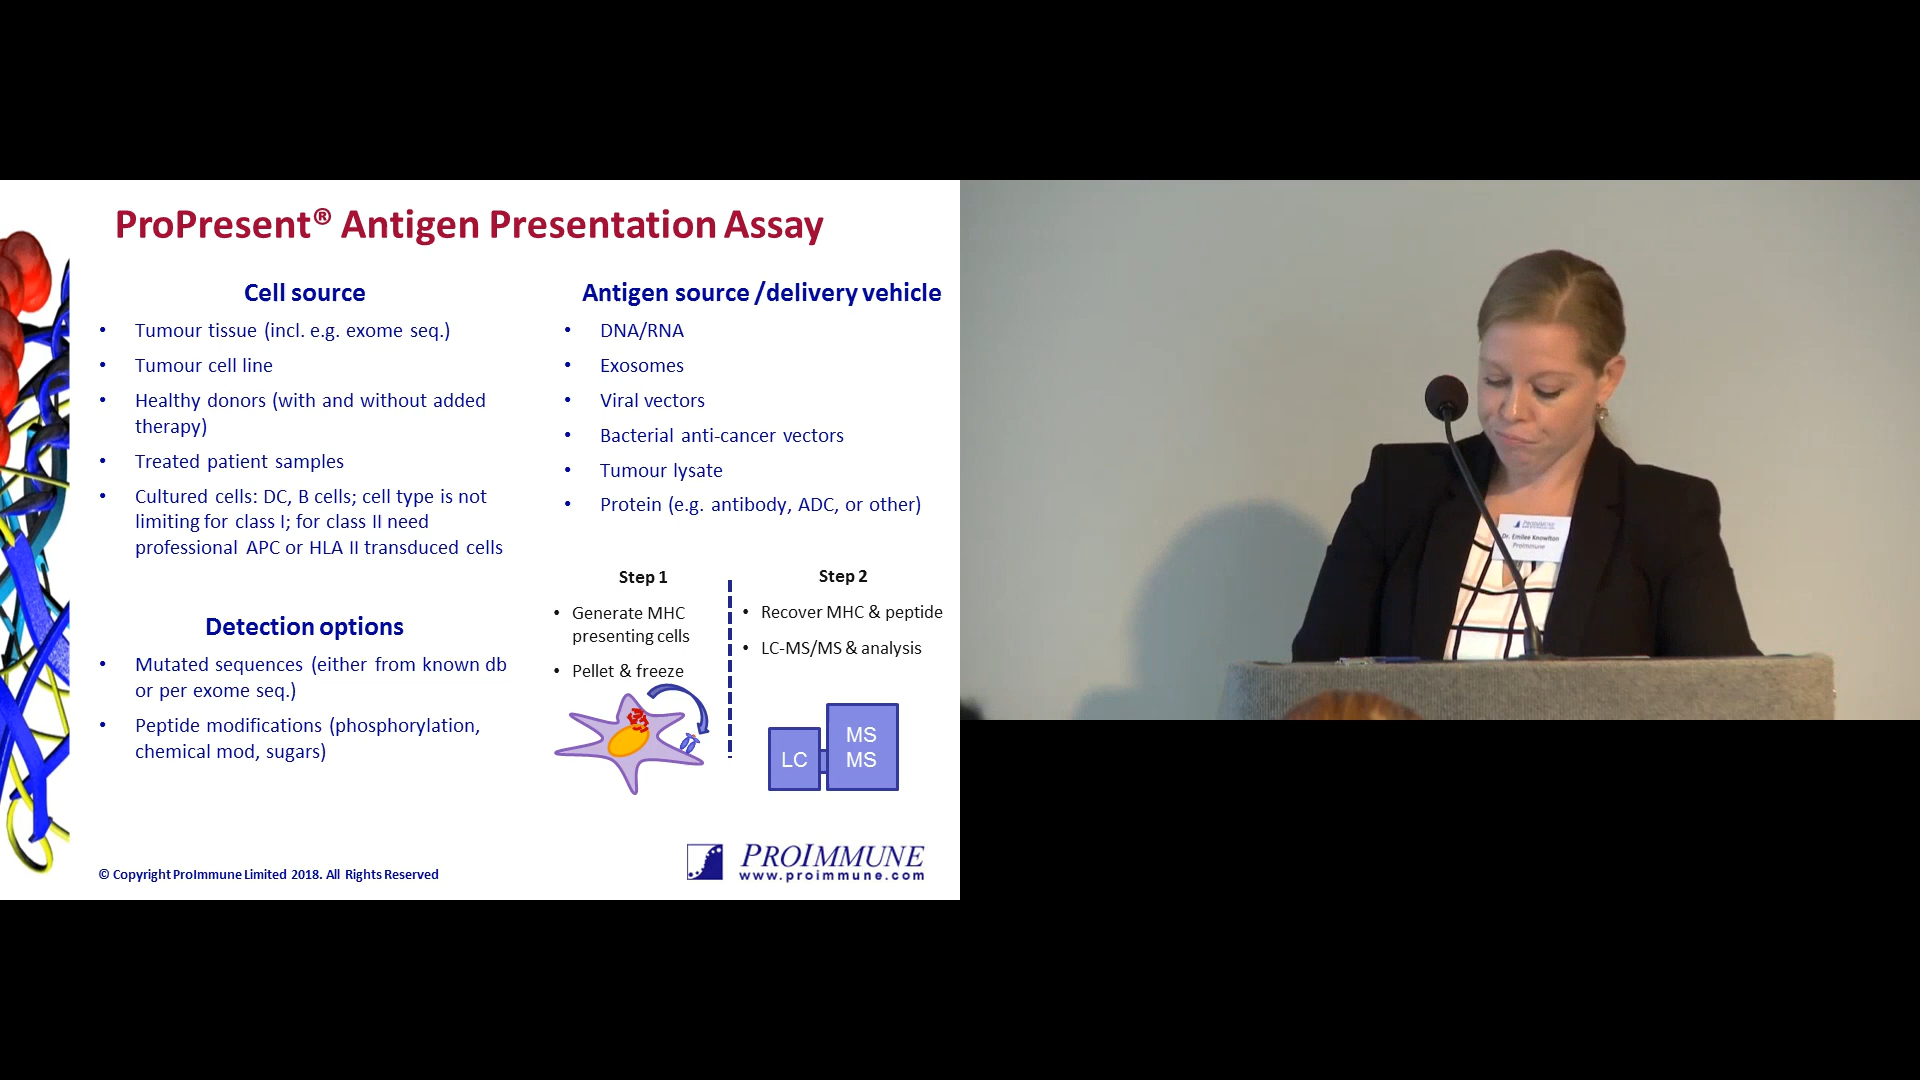 ProPresent® Antigen Presentation Assay
Cell source
• Tumour tissue (incl. e.g. exome seq.)
• Tumour cell line
• Healthy donors (with and without added
therapy)
• Treated patient samples
• Cultured cells: DC, B cells; cell type is not
limiting for class I; for class II need
professional APC or HLA II transduced cells
Detection options
• Mutated sequences (either from known db
or per exome seq.)
• Peptide modifications (phosphorylation,
chemical mod, sugars)
Antigen source /delivery vehicle
• DNA/RNA
• Exosomes
• Viral vectors
• Bacterial anti-cancer vectors
• Tumour lysate
• Protein (e.g. antibody, ADC, or other)
Step 1
• Generate MHC
presenting cells
• Pellet & freeze
Step 2
• Recover MHC & peptide
• LC-MS/MS & analysis
LC
MS
MS
© Copyright ProImmune Limited 2018. All Rights Reserved
PROIMMUNE
www.proimmune.com
PROIMMUNE
Dr. Emilee Knowlton
ProImmune